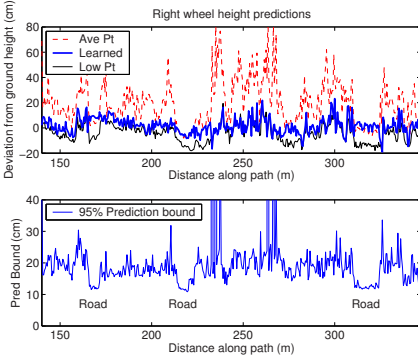 Right wheel height predictions
Deviation from ground height (cm)
80
60
40
20
0
−20
Ave Pt
Learned
Low Pt
150
200
250
300
Distance along path (m)
Pred Bound (cm)
40
30
20
10
0
95% Prediction bound
Road
Road
Road
150
200
250
300
Distance along path (m)